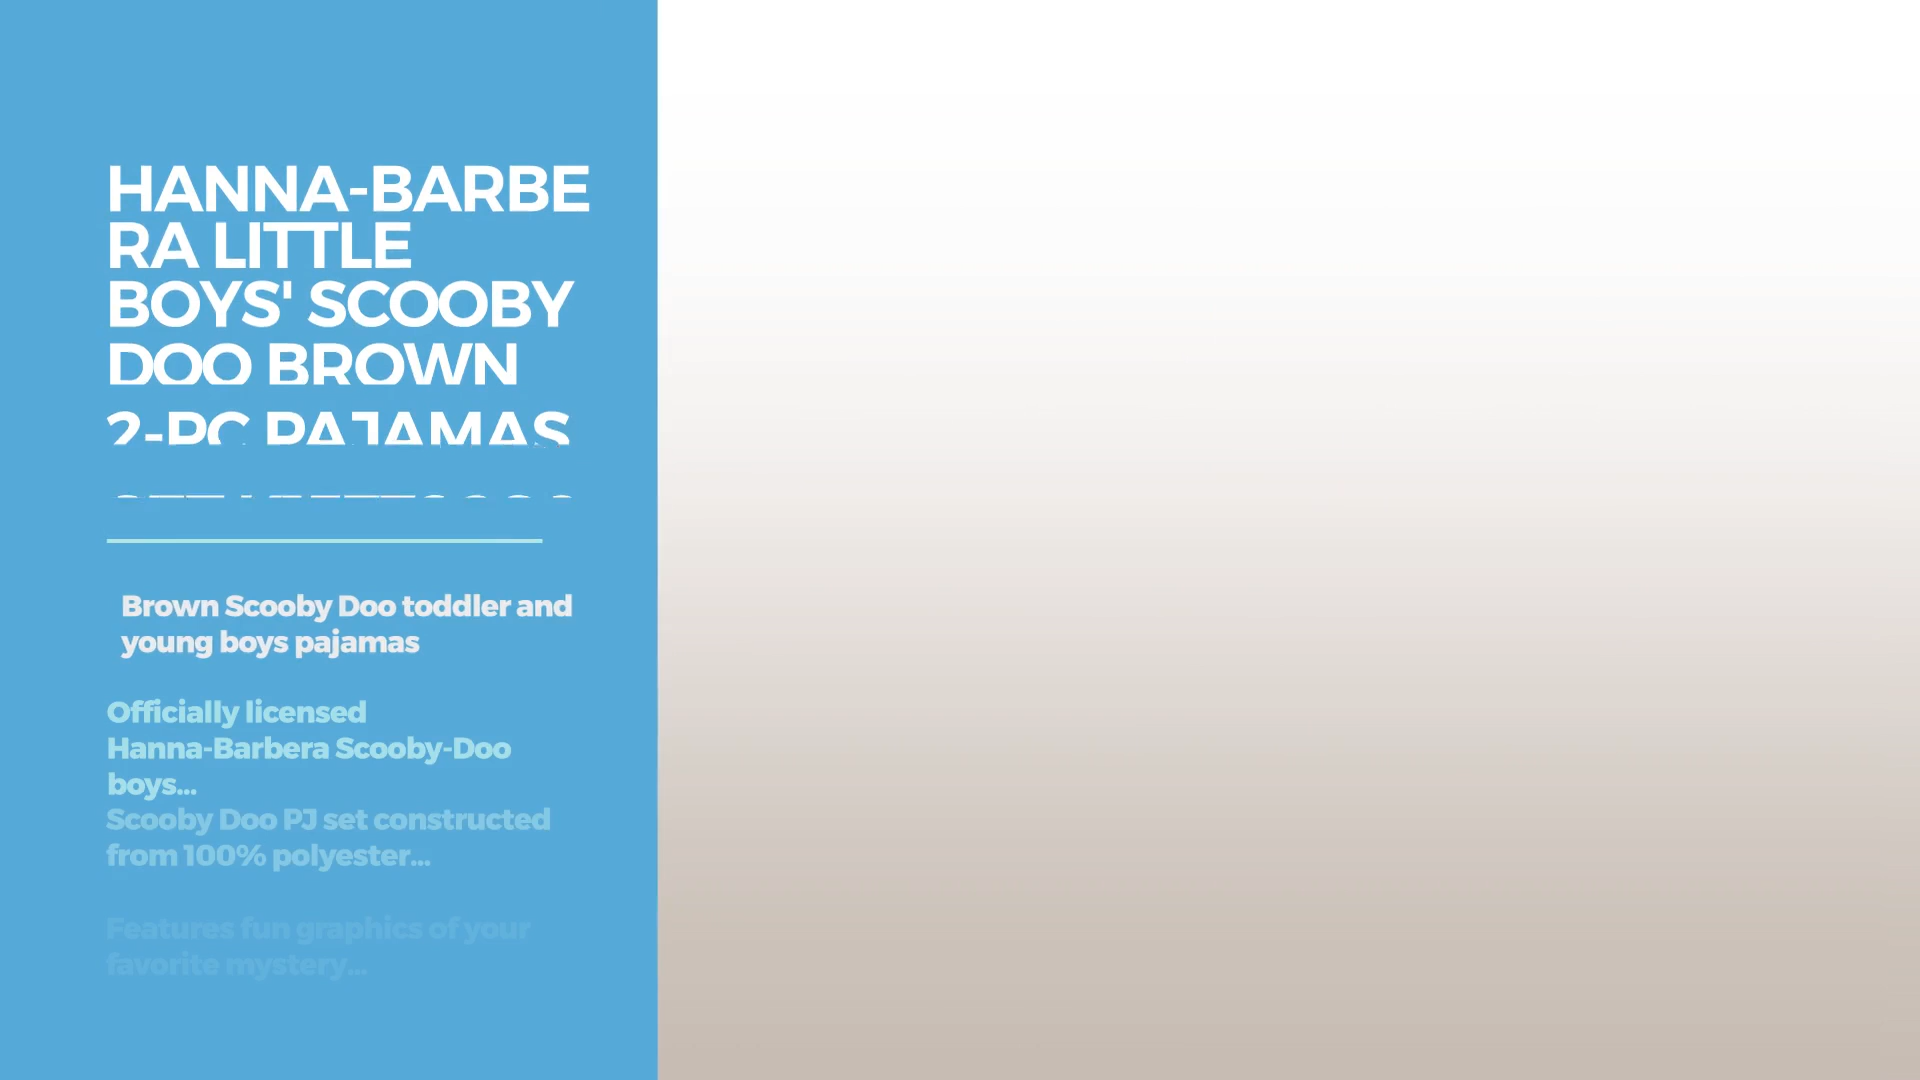 HANNA-BARBE
RA LITTLE
BOYS' SCOOBY
DOO BROWN
2-PC PAJAMAS
Brown Scooby Doo toddler and
young boys pajamas
Officially licensed
Hanna-Barbera Scooby-Doo
boys...
Scooby Doo PJ set constructed
from 100% polyester...
Features fun graphics of your
favorite mystery...